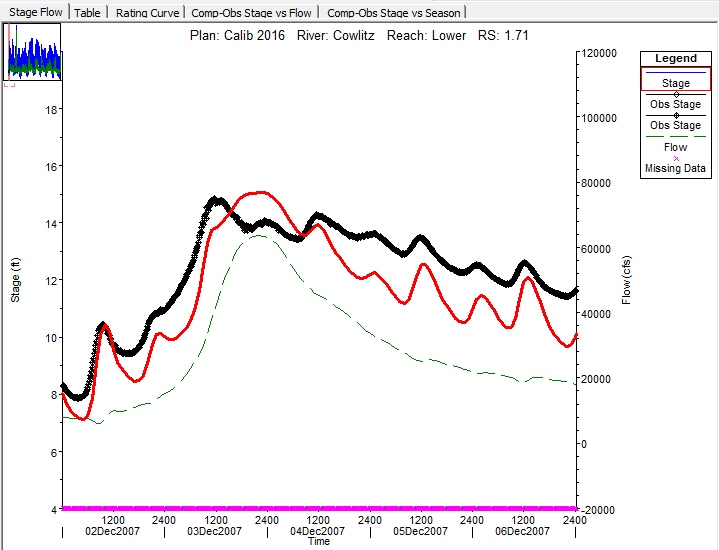 Stage Flow Table Rating Curve Comp-Obs Stage vs Flow Comp-Obs Stage vs Season
Plan: Calib 2016 River: Cowlitz Reach: Lower RS: 1.71
Legend
Stage
Obs Stage
Obs Stage
Flow
Missing Data
Stage (ft)
18
16
14
12
10
8
6
4
120000
100000
80000
60000
40000
20000
0
-20000
Flow (cfs)
1200 2400 1200 2400 1200 2400 1200 2400 1200 2400
02Dec2007 03Dec2007 04Dec2007 05Dec2007 06Dec2007
Time